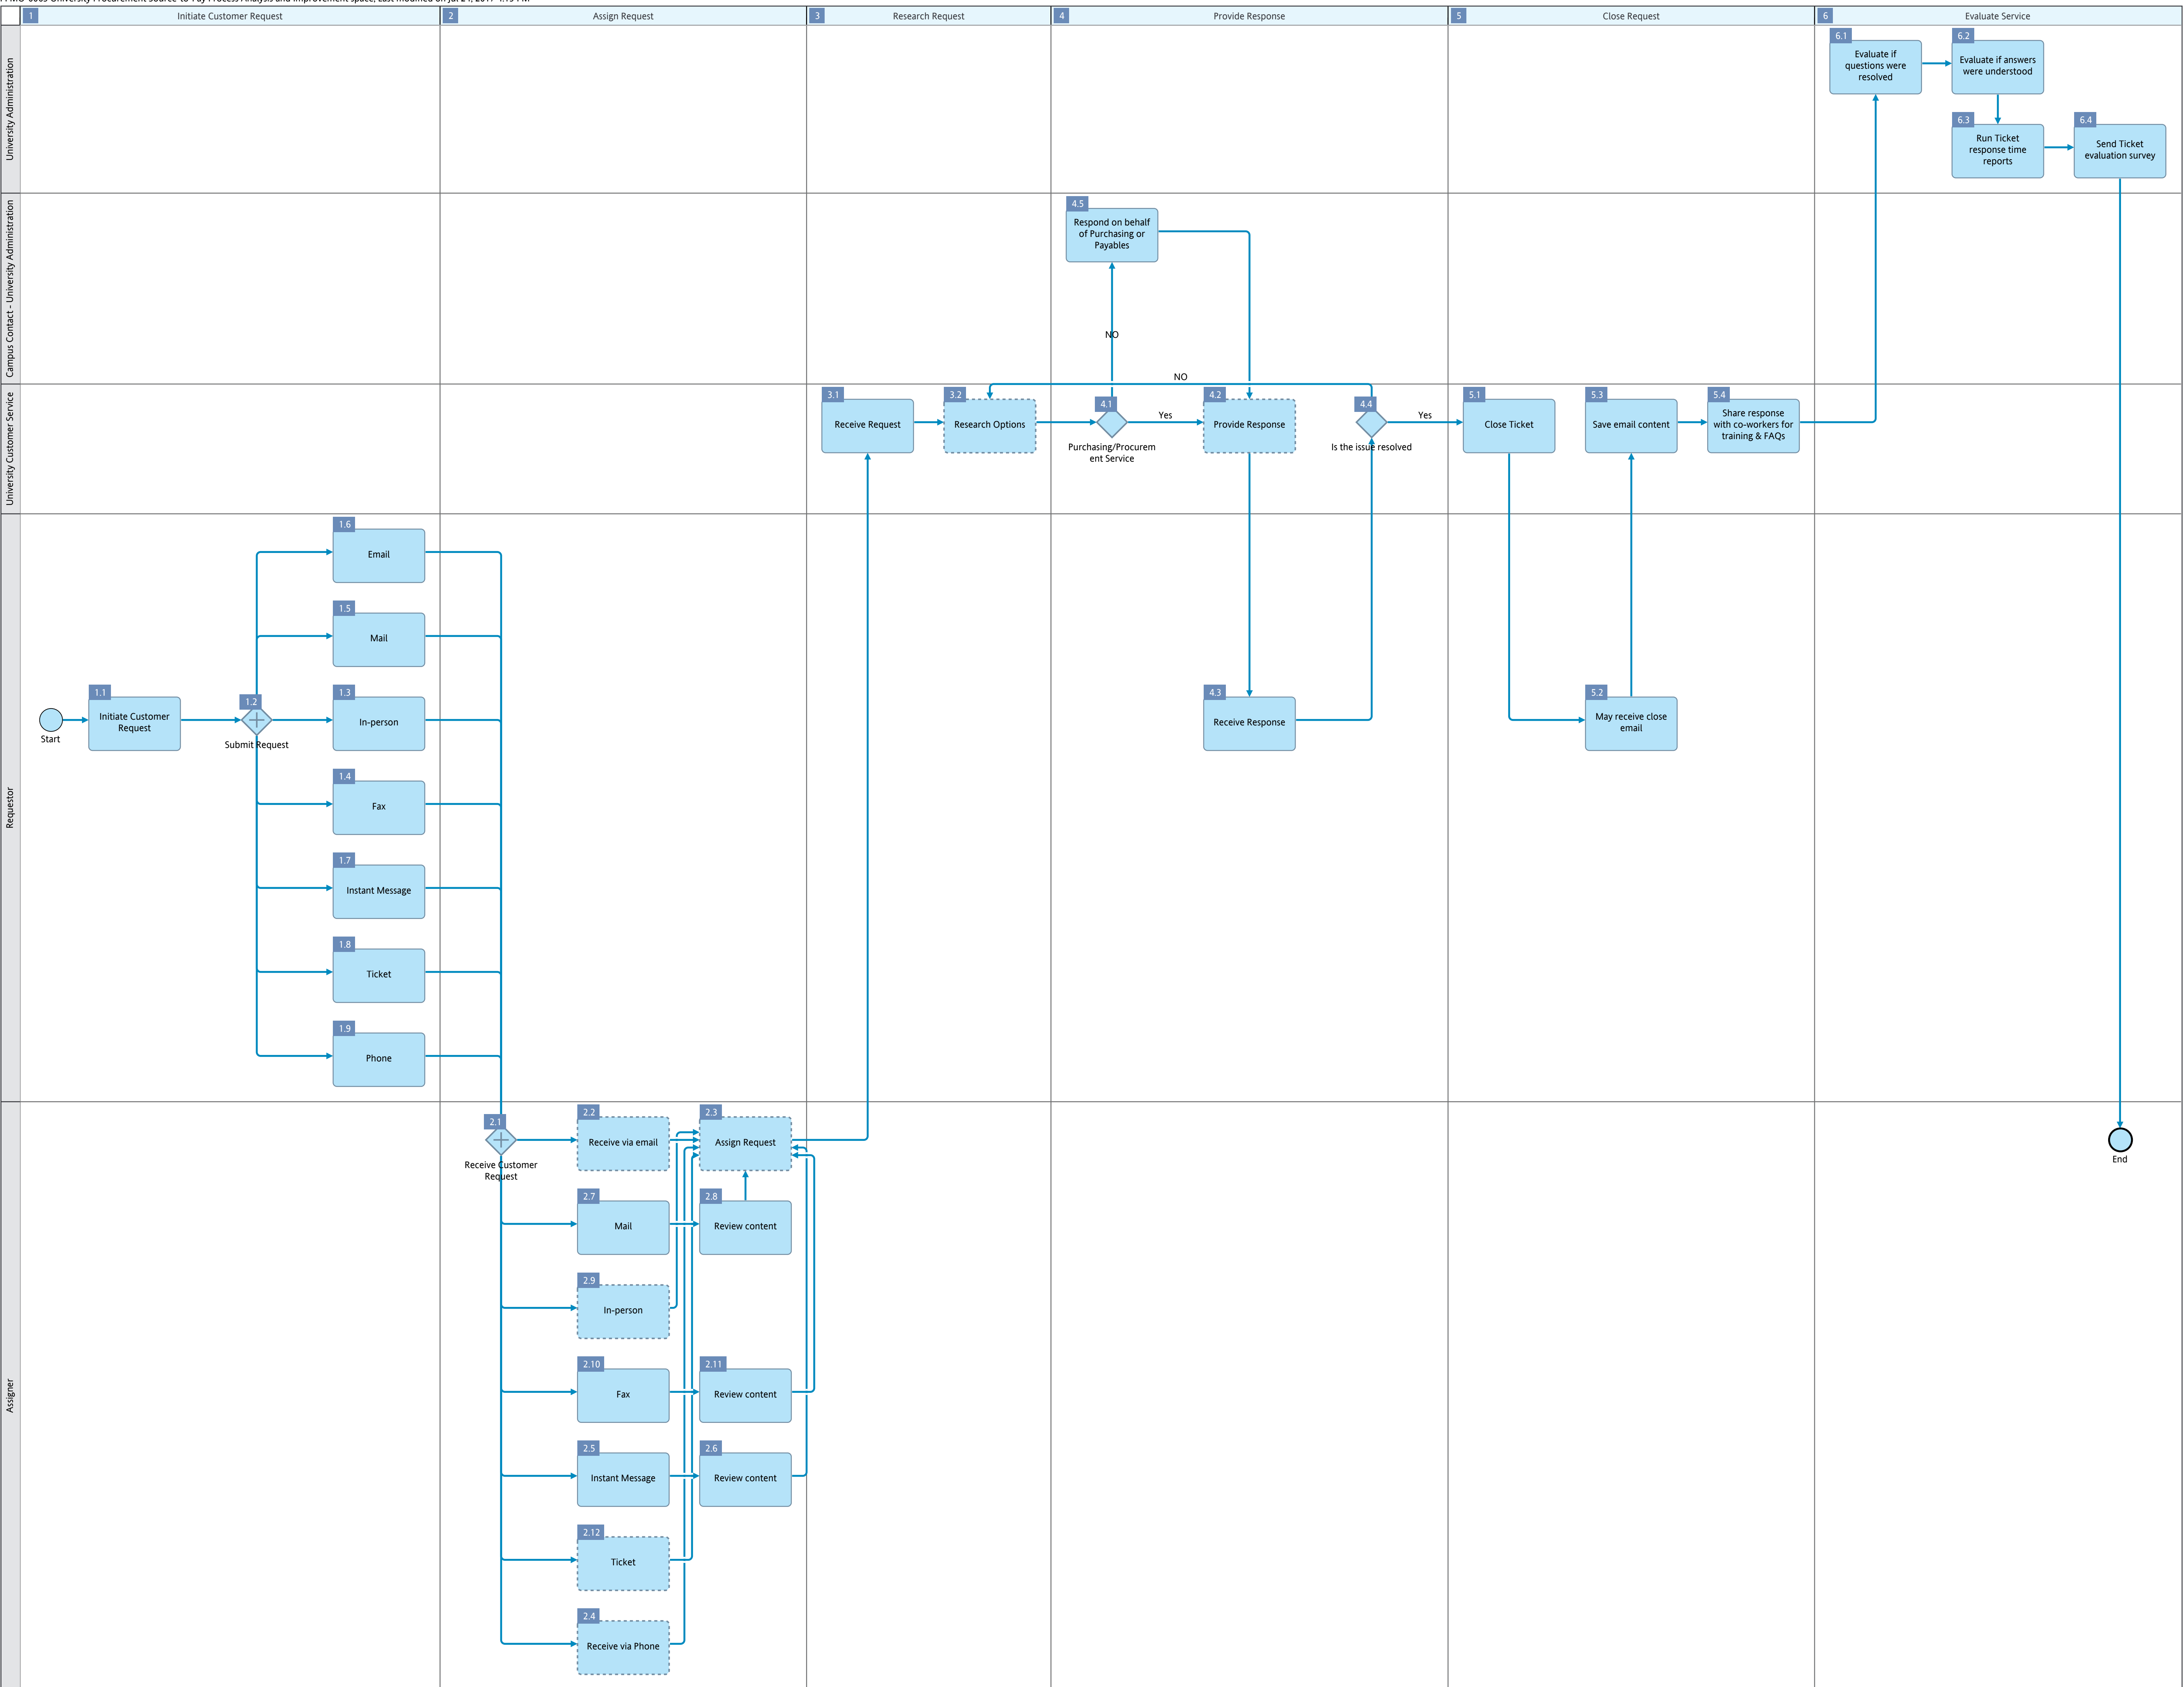 1
Initiate Customer Request
2
Assign Request
3
Research Request
4
Provide Response
5
Close Request
6
Evaluate Service
University Administration
6.1
Evaluate if
questions were
resolved
6.2
Evaluate if answers
were understood
6.3
Run Ticket
response time
reports
6.4
Send Ticket
evaluation survey
Campus Contact - University Administration
4.5
Respond on behalf
of Purchasing or
Payables
NO
NO
University Customer Service
3.1
Receive Request
3.2
Research Options
4.1
Purchasing/Procurem
ent Service
Yes
4.2
Provide Response
4.4
Is the issue resolved
Yes
5.1
Close Ticket
5.3
Save email content
5.4
Share response
with co-workers for
training & FAQs
Requestor
Start
1.1
Initiate Customer
Request
1.2
Submit Request
1.6
Email
1.5
Mail
1.3
In-person
1.4
Fax
1.7
Instant Message
1.8
Ticket
1.9
Phone
4.3
Receive Response
5.2
May receive close
email
Assigner
2.1
Receive Customer
Request
2.2
Receive via email
2.3
Assign Request
2.7
Mail
2.8
Review content
2.9
In-person
2.10
Fax
2.11
Review content
2.5
Instant Message
2.6
Review content
2.12
Ticket
2.4
Receive via Phone
End